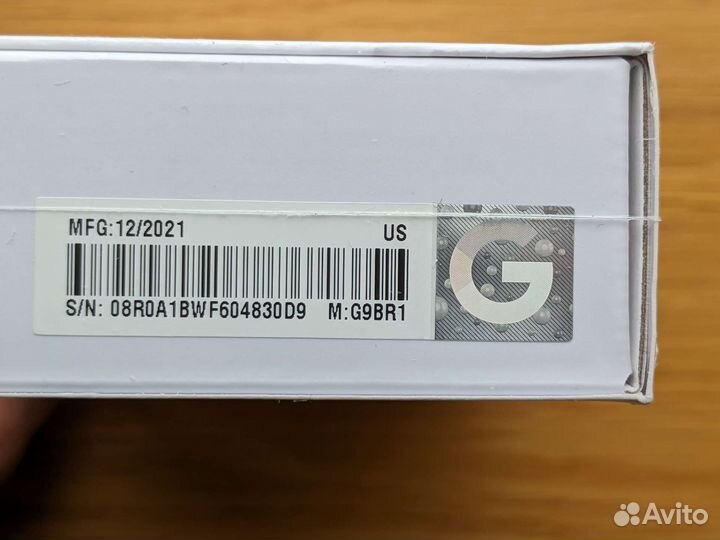 MFG:12/2021 US
S/N: 08R0A1BWF604830D9 M:G9BR1
G
Avito